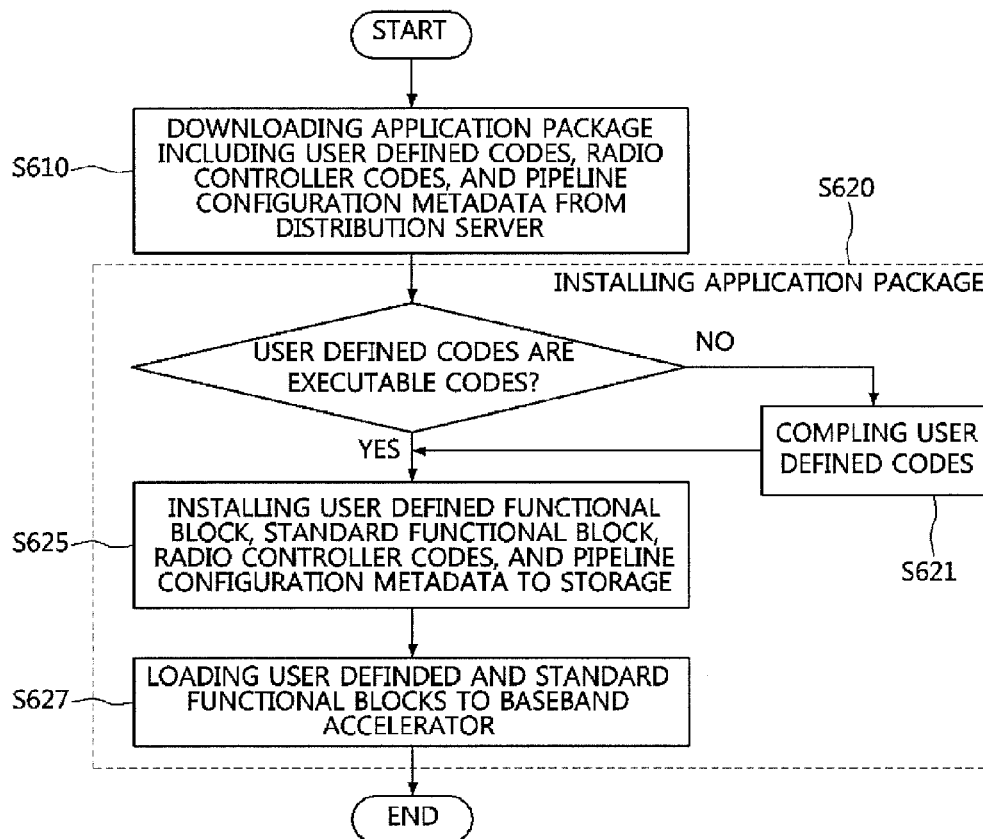 START
DOWNLOADING APPLICATION PACKAGE
INCLUDING USER DEFINED CODES, RADIO
CONTROLLER CODES, AND PIPELINE
CONFIGURATION METADATA FROM
DISTRIBUTION SERVER
S610
S620
INSTALLING APPLICATION PACKAGE
USER DEFINED CODES ARE
EXECUTABLE CODES?
NO
YES
COMPLING USER
DEFINED CODES
S621
INSTALLING USER DEFINED FUNCTIONAL
BLOCK, STANDARD FUNCTIONAL BLOCK,
RADIO CONTROLLER CODES, AND PIPELINE
CONFIGURATION METADATA TO STORAGE
S625
LOADING USER DEFINDED AND STANDARD
FUNCTIONAL BLOCKS TO BASEBAND
ACCELERATOR
S627
END